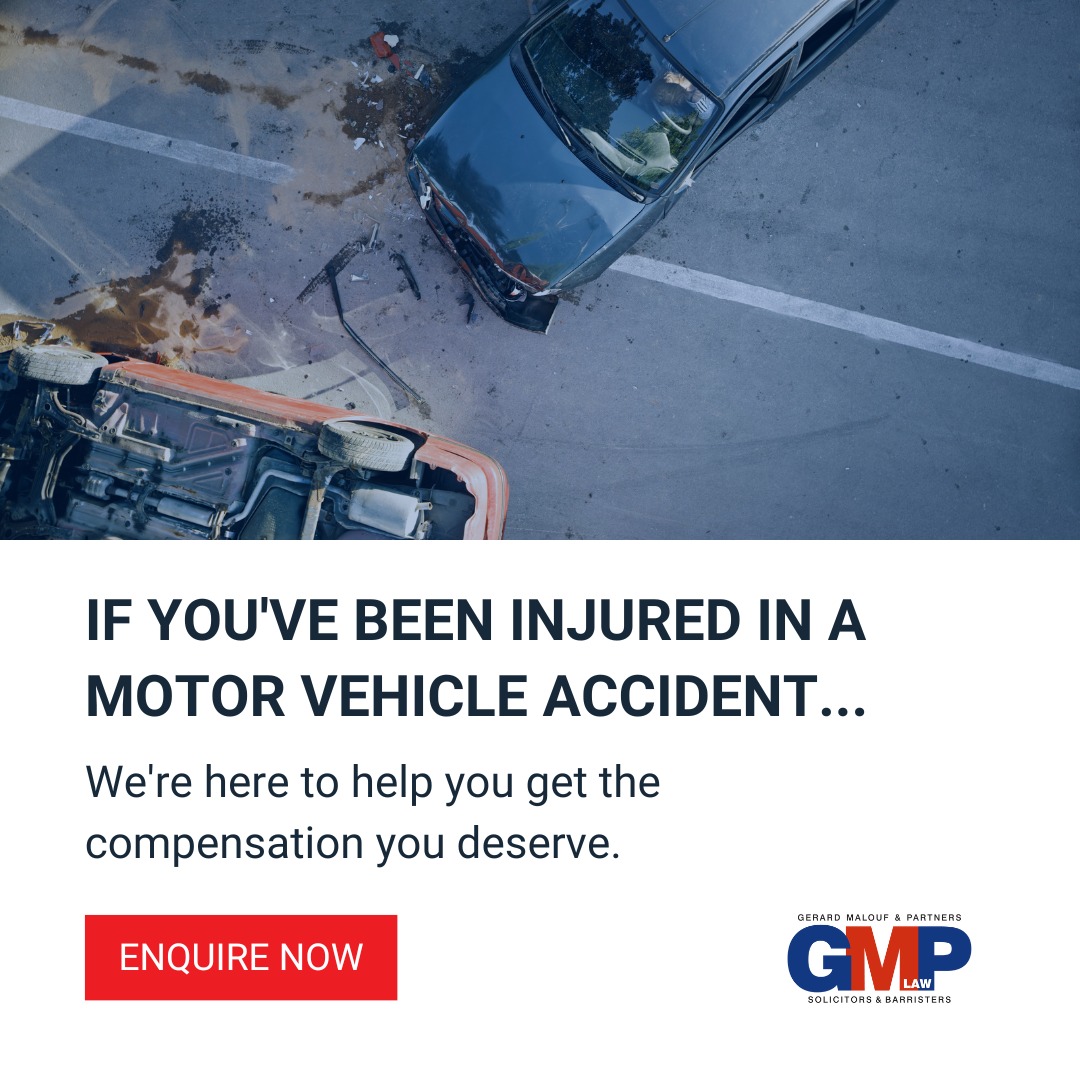 IF YOU'VE BEEN INJURED IN A
MOTOR VEHICLE ACCIDENT...
We're here to help you get the
compensation you deserve.
ENQUIRE NOW
GERARD MALOUF & PARTNERS
GMP
LAW
SOLICITORS & BARRISTERS